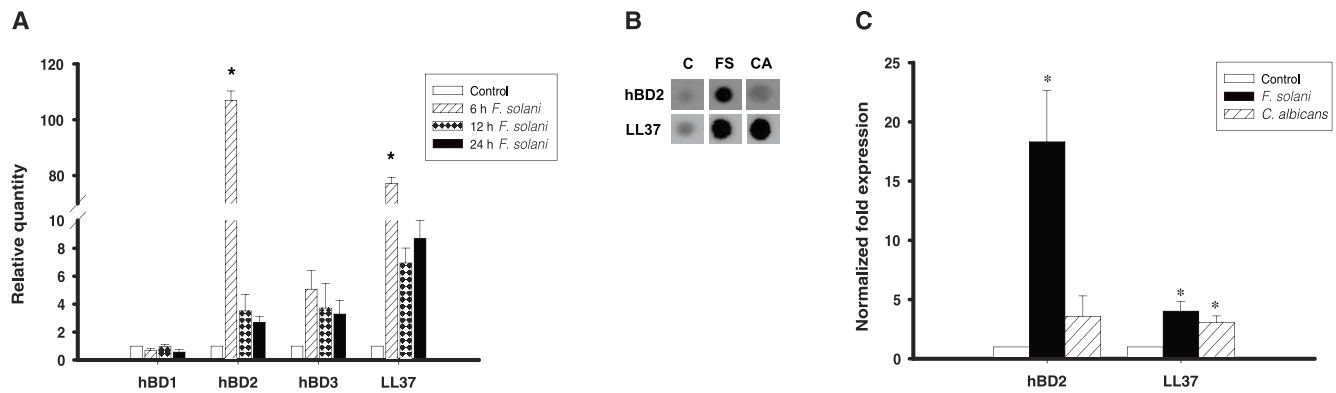 A
Relative quantity
120
100
80
10
8
6
4
2
0
*
*
Control
6 h F. solani
12 h F. solani
24 h F. solani
hBD1 hBD2 hBD3 LL37
B
C FS CA
hBD2
LL37
C
Normalized fold expression
25
20
15
10
5
0
*
* *
Control
F. solani
C. albicans
hBD2 LL37